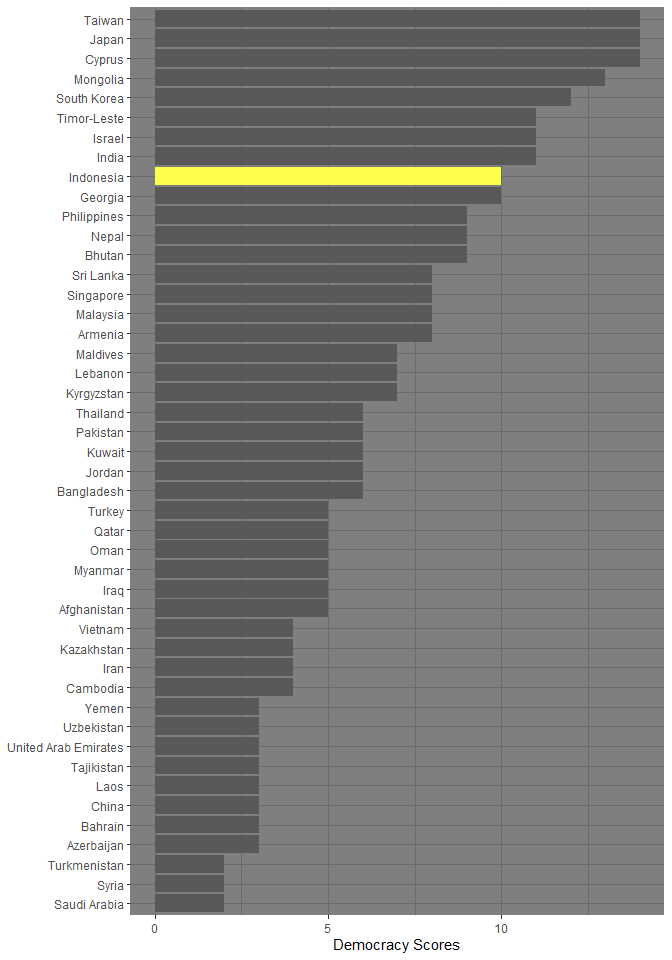 Taiwan
Japan
Cyprus
Mongolia
South Korea
Timor-Leste
Israel
India
Indonesia
Georgia
Philippines
Nepal
Bhutan
Sri Lanka
Singapore
Malaysia
Armenia
Maldives
Lebanon
Kyrgyzstan
Thailand
Pakistan
Kuwait
Jordan
Bangladesh
Turkey
Qatar
Oman
Myanmar
Iraq
Afghanistan
Vietnam
Kazakhstan
Iran
Cambodia
Yemen
Uzbekistan
United Arab Emirates
Tajikistan
Laos
China
Bahrain
Azerbaijan
Turkmenistan
Syria
Saudi Arabia
0 5 10
Democracy Scores